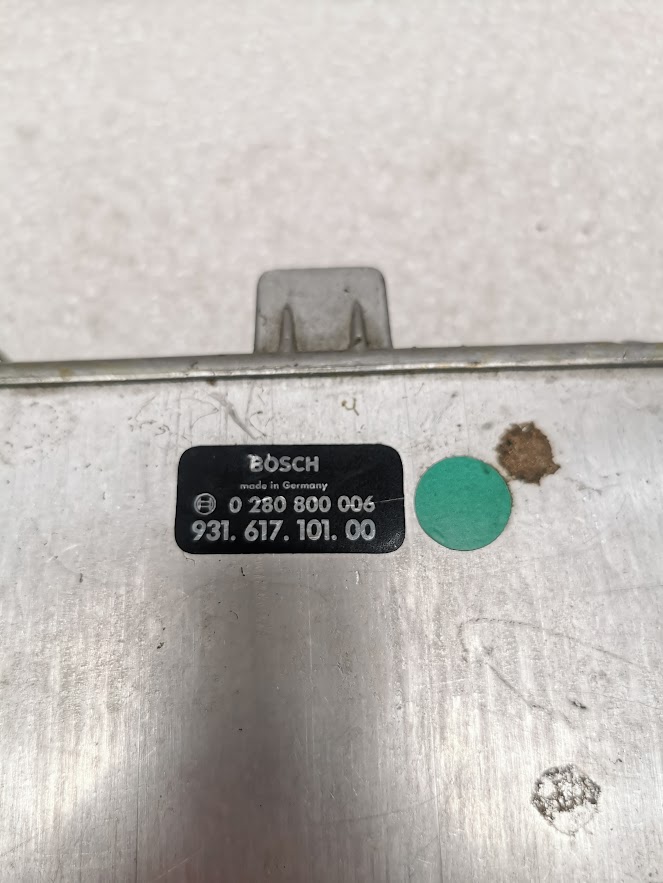 BOSCH
made in Germany
0 280 800 006
931. 617. 101. 00